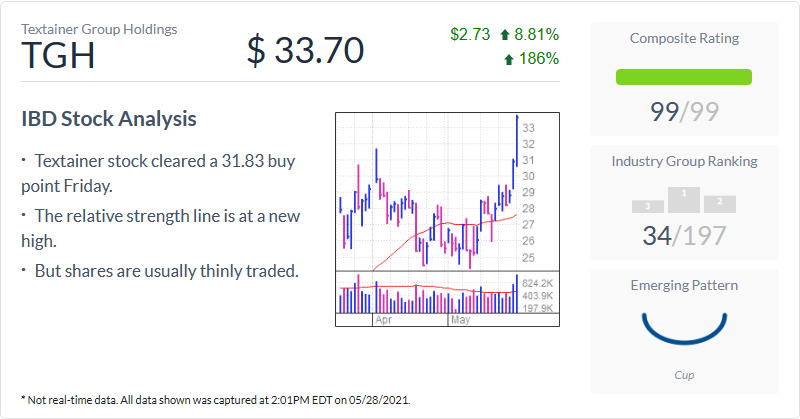 Textainer Group Holdings
TGH
$ 33.70
$2.73 8.81%
186%
IBD Stock Analysis
• Textainer stock cleared a 31.83 buy
point Friday.
• The relative strength line is at a new
high.
• But shares are usually thinly traded.
33
32
31
30
29
28
27
26
25
824.2K
403.9K
197.9K
Apr
May
Composite Rating
99/99
Industry Group Ranking
3
1
2
34/197
Emerging Pattern
Cup
* Not real-time data. All data shown was captured at 2:01PM EDT on 05/28/2021.